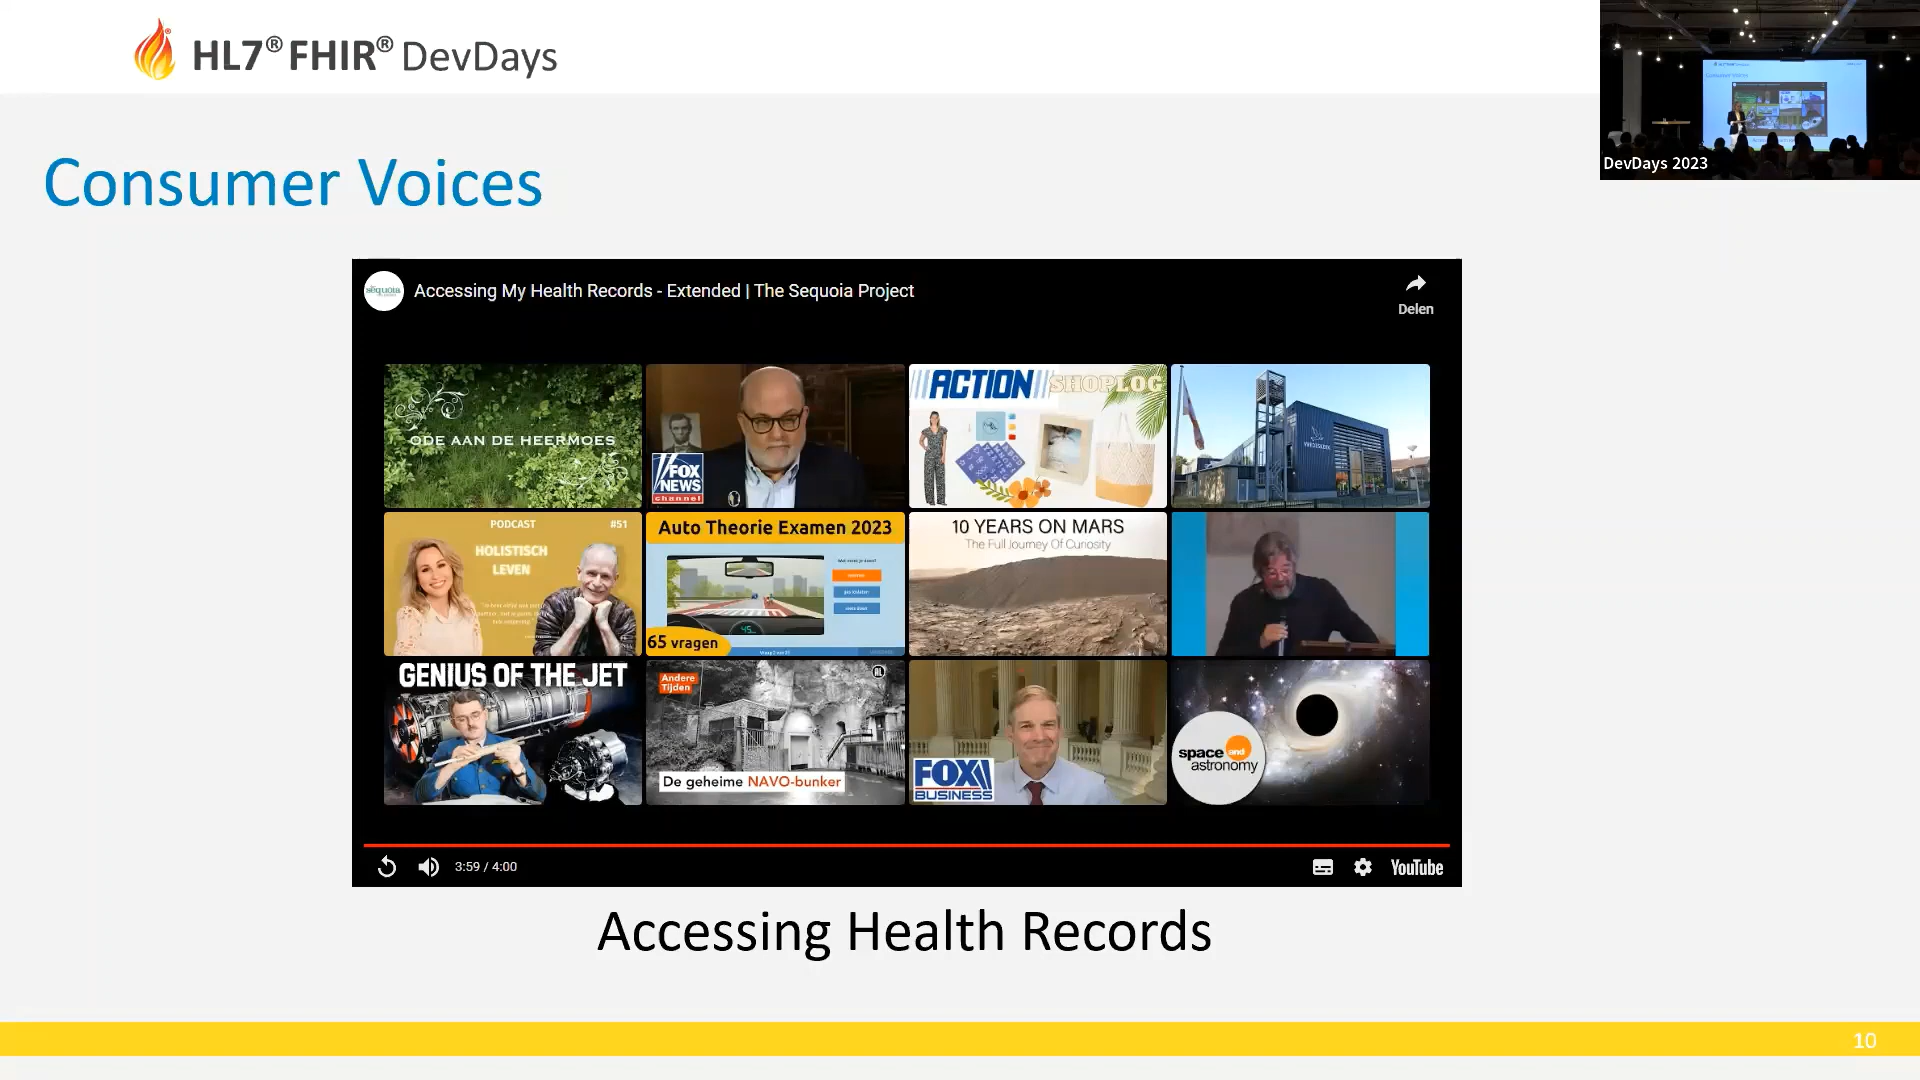 HL7® FHIR® DevDays
DevDays 2023
Consumer Voices
sequoia
Accessing My Health Records - Extended | The Sequoia Project
Delen
ODE AAN DE HEERMOES
FOX
NEWS
channel
ACTION SHOPLOG
PODCAST #51
HOLISTISCH
LEVEN
Auto Theorie Examen 2023
65 vragen
10 YEARS ON MARS
The Full Journey Of Curiosity
GENIUS OF THE JET
Andere
Tijden
De geheime NAVO-bunker
FOX
BUSINESS
space and
astronomy
3:59 / 4:00
YouTube
Accessing Health Records
10